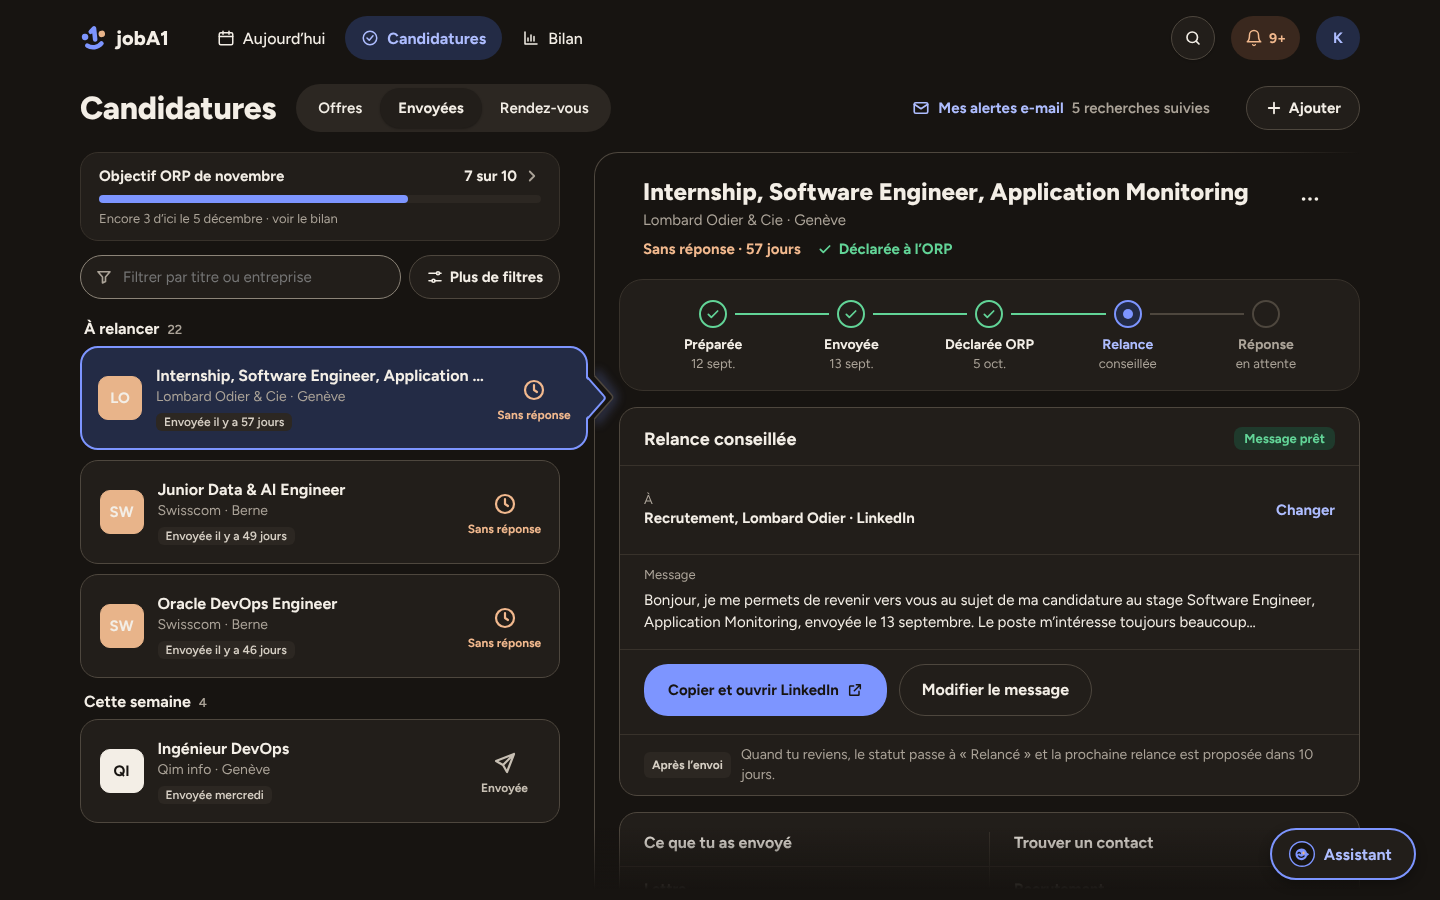 jobA1
Aujourd’hui
Candidatures
Bilan
9+
K
Candidatures
Offres
Envoyées
Rendez-vous
Mes alertes e-mail 5 recherches suivies
Ajouter
Objectif ORP de novembre
7 sur 10
Encore 3 d’ici le 5 décembre · voir le bilan
Filtrer par titre ou entreprise
Plus de filtres
À relancer 22
LO
Internship, Software Engineer, Application ...
Lombard Odier & Cie · Genève
Envoyée il y a 57 jours
Sans réponse
SW
Junior Data & AI Engineer
Swisscom · Berne
Envoyée il y a 49 jours
Sans réponse
SW
Oracle DevOps Engineer
Swisscom · Berne
Envoyée il y a 46 jours
Sans réponse
Cette semaine 4
QI
Ingénieur DevOps
Qim info · Genève
Envoyée mercredi
Envoyée
Internship, Software Engineer, Application Monitoring
Lombard Odier & Cie · Genève
Sans réponse · 57 jours
Déclarée à l’ORP
Préparée
12 sept.
Envoyée
13 sept.
Déclarée ORP
5 oct.
Relance
conseillée
Réponse
en attente
Relance conseillée
Message prêt
À
Recrutement, Lombard Odier · LinkedIn
Changer
Message
Bonjour, je me permets de revenir vers vous au sujet de ma candidature au stage Software Engineer,
Application Monitoring, envoyée le 13 septembre. Le poste m’intéresse toujours beaucoup…
Copier et ouvrir LinkedIn
Modifier le message
Après l’envoi
Quand tu reviens, le statut passe à « Relancé » et la prochaine relance est proposée dans 10
jours.
Ce que tu as envoyé
Trouver un contact
Assistant